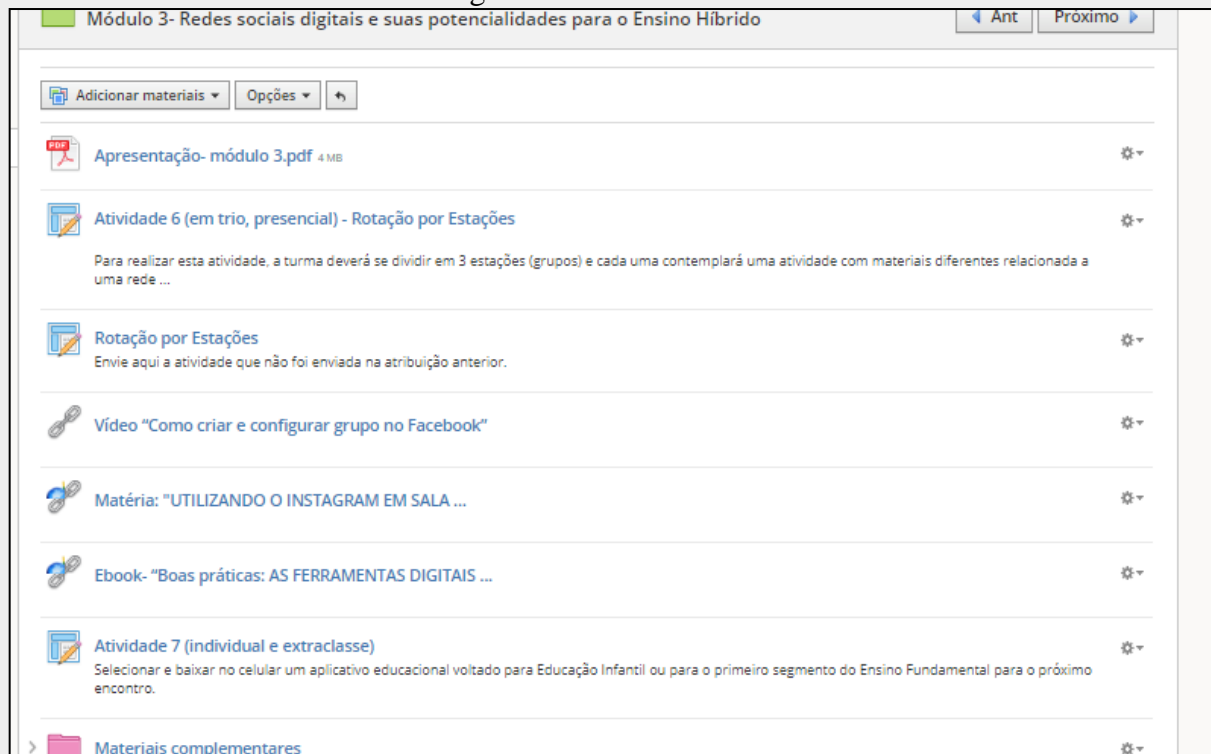 Módulo 3- Redes sociais digitais e suas potencialidades para o Ensino Híbrido
Ant
Próximo
Adicionar materiais
Opções
PDF
Apresentação- módulo 3.pdf 4 MB
Atividade 6 (em trio, presencial) - Rotação por Estações
Para realizar esta atividade, a turma deverá se dividir em 3 estações (grupos) e cada uma contemplará uma atividade com materiais diferentes relacionada a
uma rede ...
Rotação por Estações
Envie aqui a atividade que não foi enviada na atribuição anterior.
Vídeo “Como criar e configurar grupo no Facebook”
Matéria: "UTILIZANDO O INSTAGRAM EM SALA ...
Ebook- “Boas práticas: AS FERRAMENTAS DIGITAIS ...
Atividade 7 (individual e extraclasse)
Selecionar e baixar no celular um aplicativo educacional voltado para Educação Infantil ou para o primeiro segmento do Ensino Fundamental para o próximo
encontro.
Materiais complementares